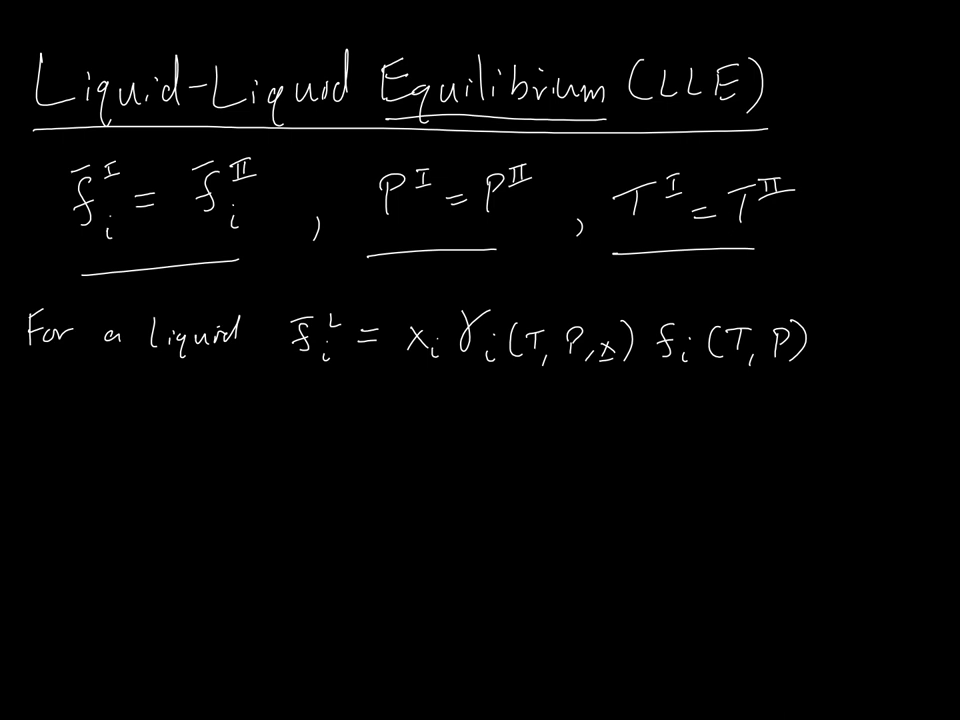 Liquid-Liquid Equilibrium (LLE)
f̄ᵢᴵ = f̄ᵢᴵᴵ , Pᴵ = Pᴵᴵ , Tᴵ = Tᴵᴵ
For a liquid f̄ᵢᴸ = xᵢ γᵢ (T, P, x̲) fᵢ (T, P)